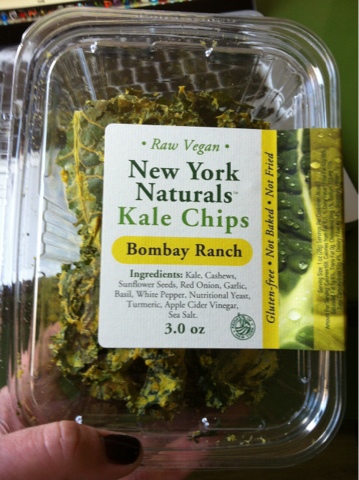 • Raw Vegan •
New York
Naturals™
Kale Chips
Bombay Ranch
Ingredients: Kale, Cashews,
Sunflower Seeds, Red Onion, Garlic,
Basil, White Pepper, Nutritional Yeast,
Turmeric, Apple Cider Vinegar,
Sea Salt.
3.0 oz
Gluten-free • Not Baked • Not Fried